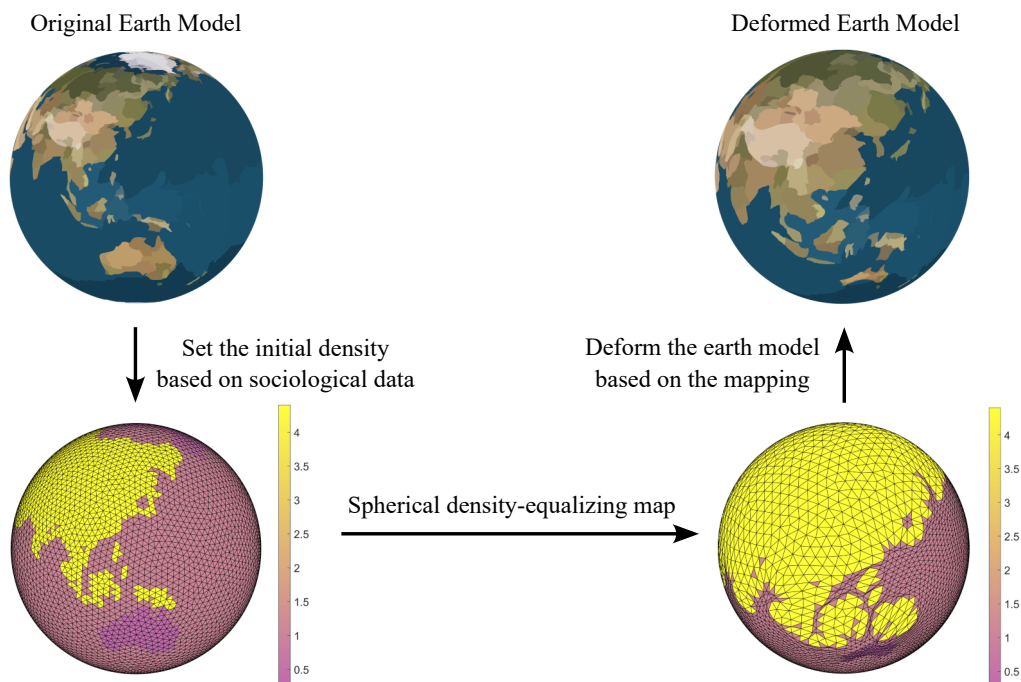 Original Earth Model
Deformed Earth Model
Set the initial density
based on sociological data
Deform the earth model
based on the mapping
4
3.5
3
2.5
2
1.5
1
0.5
Spherical density-equalizing map
4
3.5
3
2.5
2
1.5
1
0.5